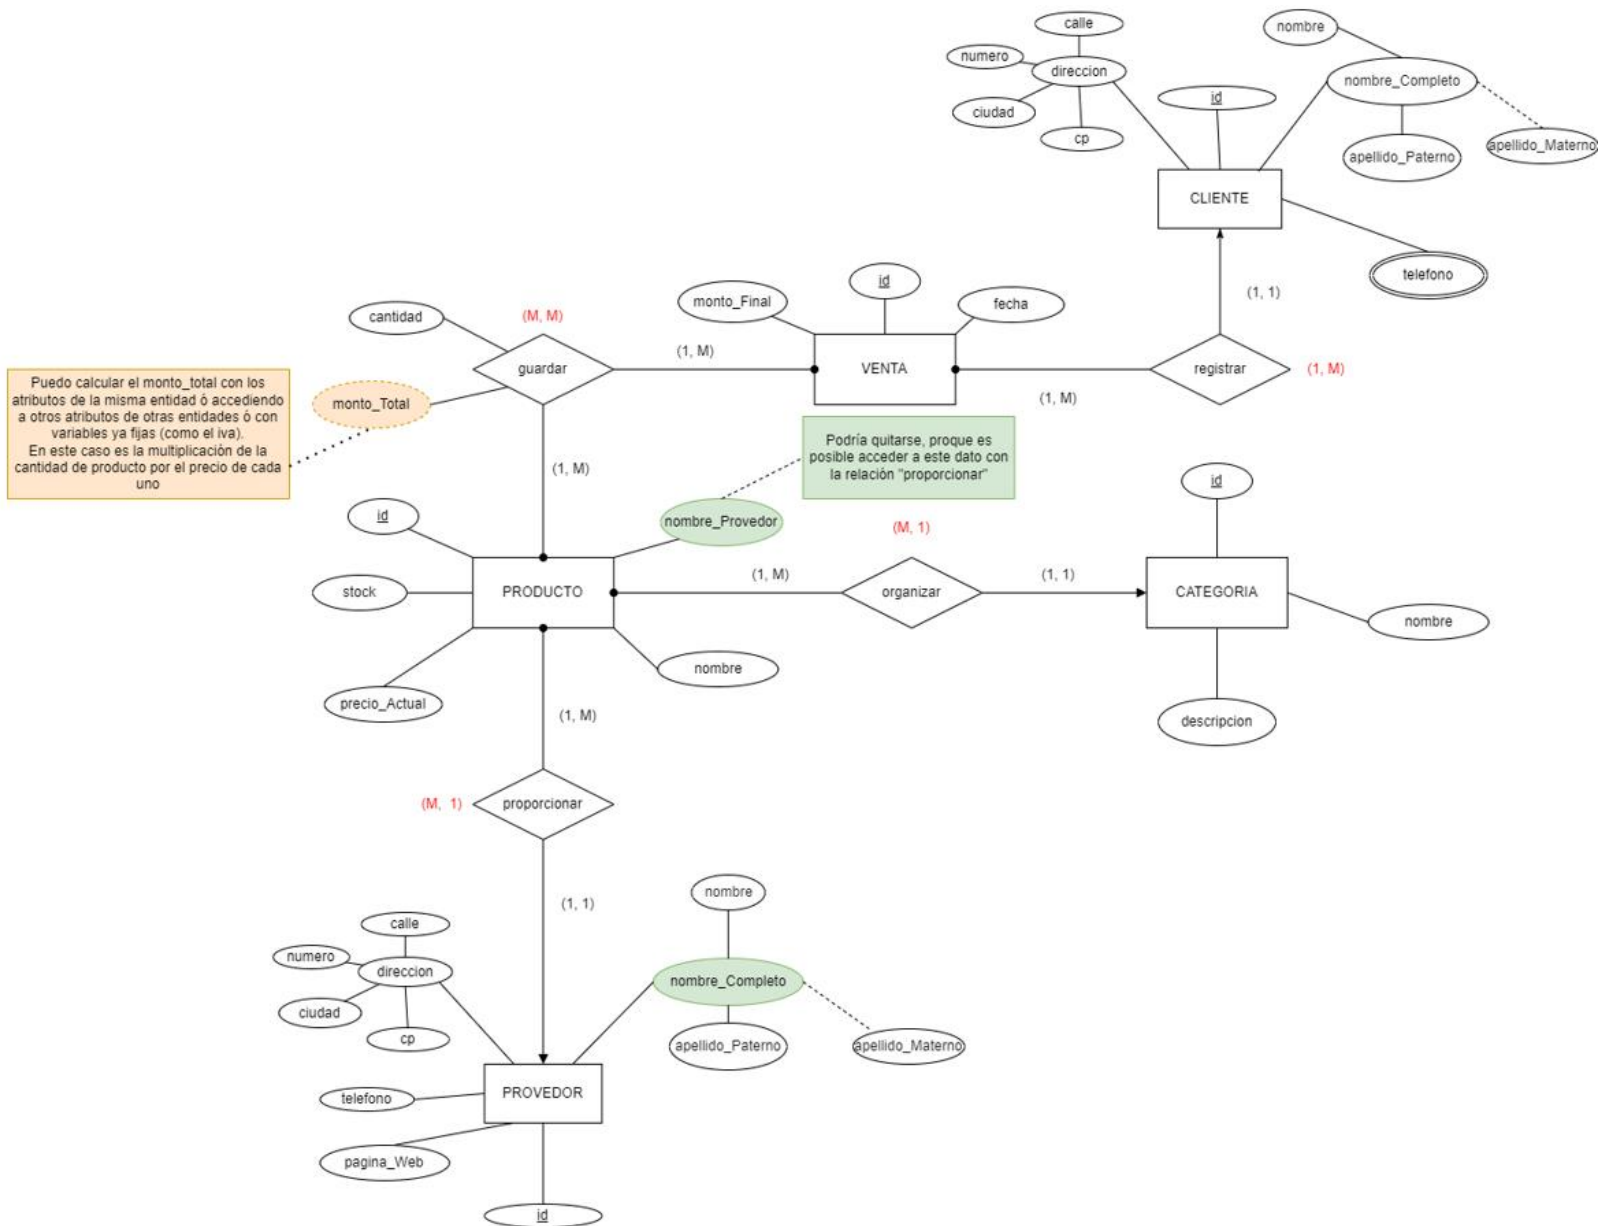 calle
nombre
numero
direccion
nombre_Completo
id
ciudad
cp
apellido_Materno
apellido_Paterno
CLIENTE
telefono
id
(1, 1)
monto_Final
fecha
cantidad
(M, M)
(1, M)
guardar
VENTA
registrar
(1, M)
Puedo calcular el monto_total con los
atributos de la misma entidad ó accediendo
a otros atributos de otras entidades ó con
variables ya fijas (como el iva).
En este caso es la multiplicación de la
cantidad de producto por el precio de cada
uno
monto_Total
(1, M)
Podría quitarse, proque es
posible acceder a este dato con
la relación "proporcionar"
(1, M)
id
id
nombre_Provedor
(M, 1)
(1, M)
(1, 1)
stock
PRODUCTO
organizar
CATEGORIA
nombre
nombre
precio_Actual
(1, M)
descripcion
(M, 1)
proporcionar
nombre
(1, 1)
calle
numero
direccion
nombre_Completo
ciudad
cp
apellido_Paterno
apellido_Materno
PROVEDOR
telefono
pagina_Web
id